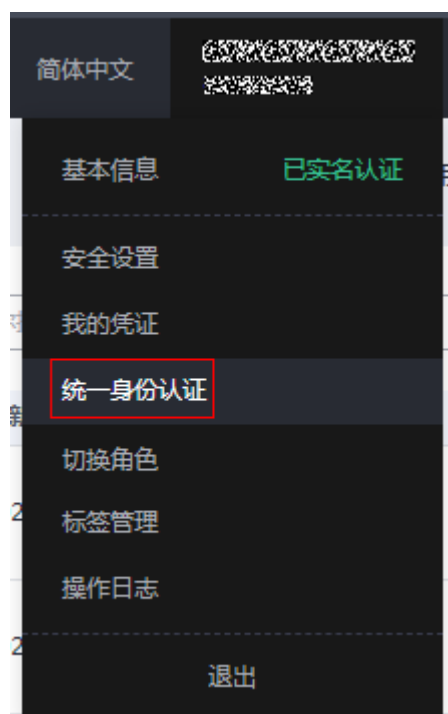 简体中文
基本信息
已实名认证
安全设置
我的凭证
统一身份认证
切换角色
标签管理
操作日志
2
2
退出